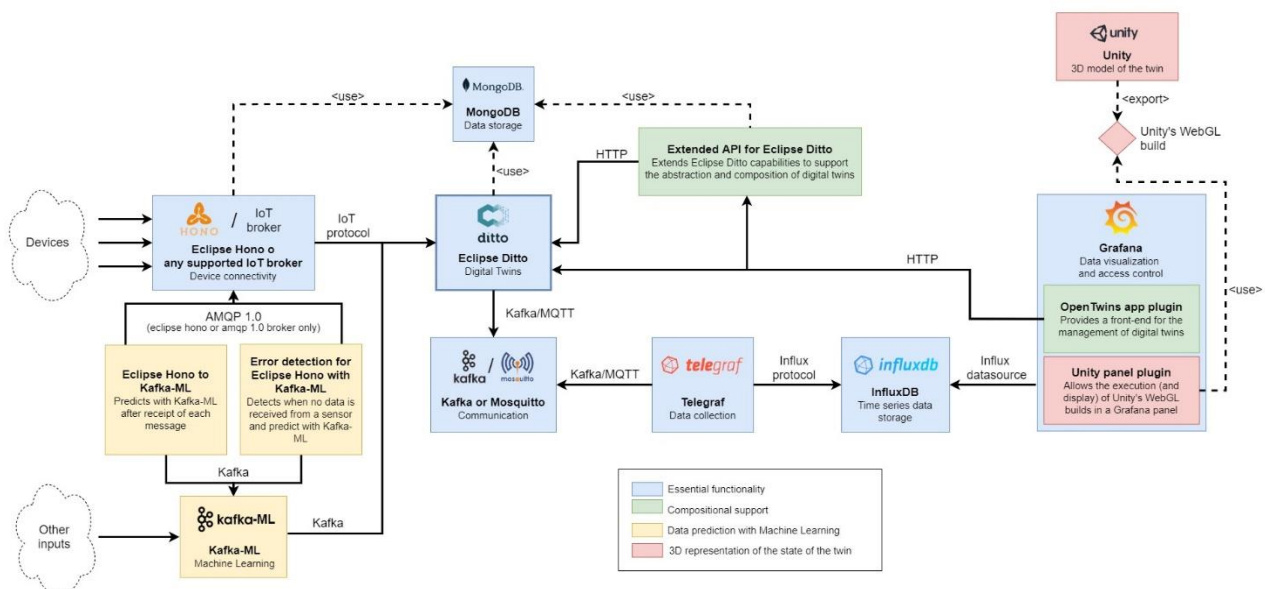 unity
Unity
3D model of the twin
<export>
Unity's WebGL
build
MongoDB.
MongoDB
Data storage
<use>
<use>
<use>
Extended API for Eclipse Ditto
Extends Eclipse Ditto capabilities to support
the abstraction and composition of digital twins
HTTP
Devices
HONO
/
IoT
broker
Eclipse Hono o
any supported IoT broker
Device connectivity
IoT
protocol
ditto
Eclipse Ditto
Digital Twins
HTTP
Grafana
Data visualization
and access control
<use>
OpenTwins app plugin
Provides a front-end for the
management of digital twins
Unity panel plugin
Allows the execution (and
display) of Unity's WebGL
builds in a Grafana panel
AMQP 1.0
(eclipse hono or amqp 1.0 broker only)
Eclipse Hono to
Kafka-ML
Predicts with Kafka-ML
after receipt of each
message
Error detection for
Eclipse Hono with
Kafka-ML
Detects when no data is
received from a sensor
and predict with Kafka-
ML
Kafka/MQTT
kafka
/
mosquitto
Kafka or Mosquitto
Communication
Kafka/MQTT
telegraf
Telegraf
Data collection
Influx
protocol
influxdb
InfluxDB
Time series data
storage
Influx
datasource
Kafka
Other
inputs
kafka-ML
Kafka-ML
Machine Learning
Kafka
Essential functionality
Compositional support
Data prediction with Machine Learning
3D representation of the state of the twin